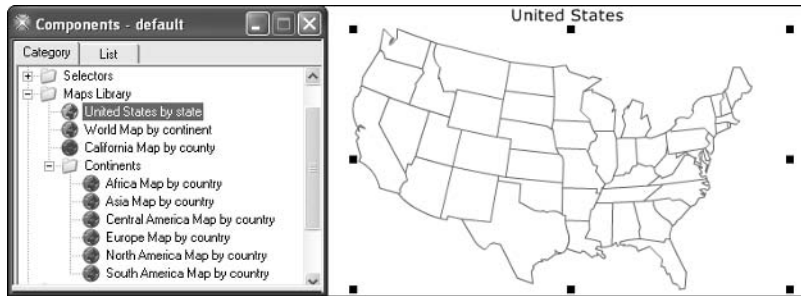 Components - default
Category
List
Selectors
Maps Library
United States by state
World Map by continent
California Map by county
Continents
Africa Map by country
Asia Map by country
Central America Map by country
Europe Map by country
North America Map by country
South America Map by country
United States